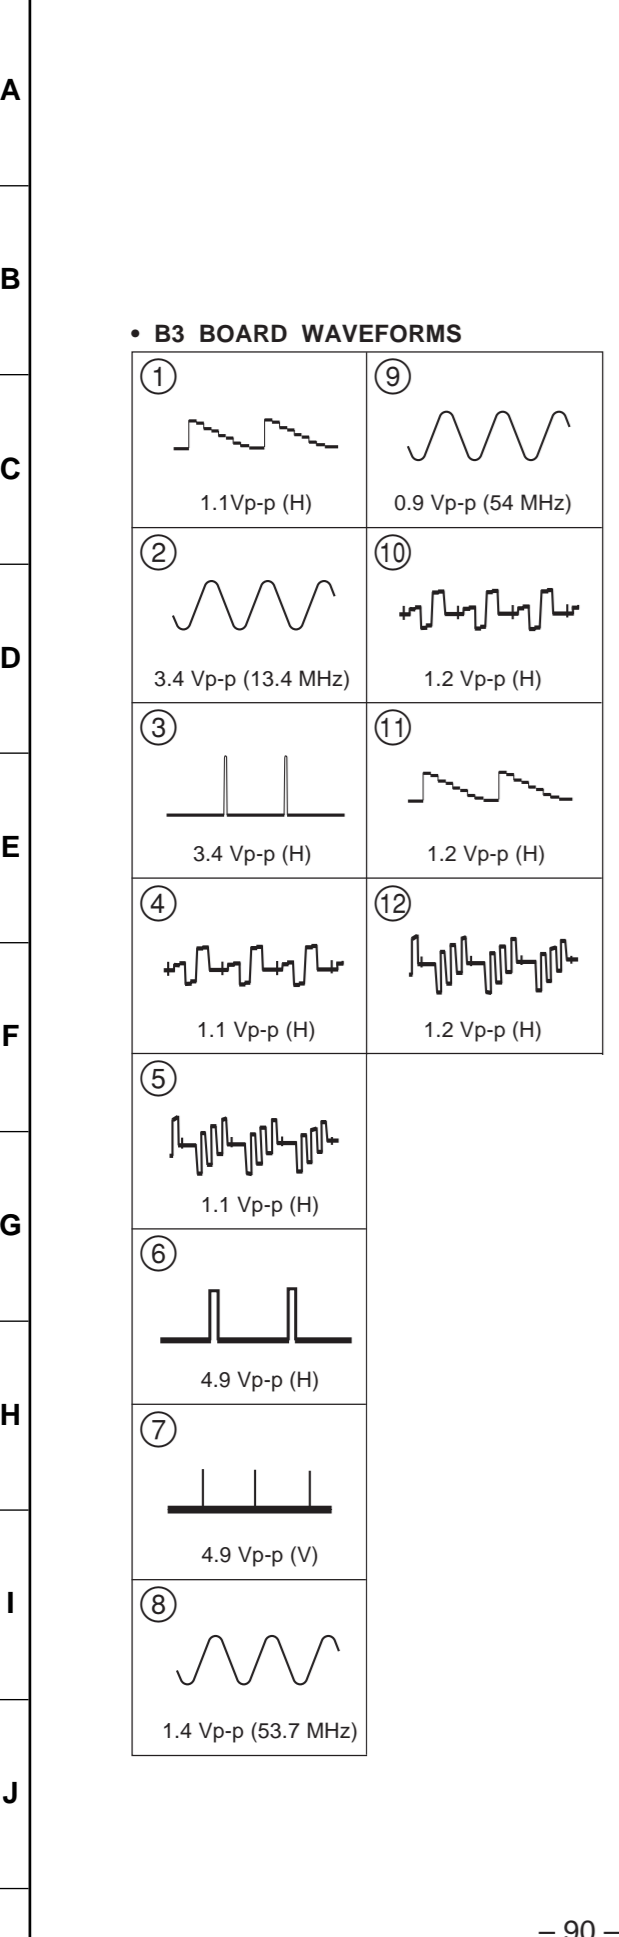 A
B
• B3 BOARD WAVEFORMS
① ⑨
C
1.1Vp-p (H) 0.9 Vp-p (54 MHz)
② ⑩
D
3.4 Vp-p (13.4 MHz) 1.2 Vp-p (H)
③ ⑪
E
3.4 Vp-p (H) 1.2 Vp-p (H)
④ ⑫
1.1 Vp-p (H) 1.2 Vp-p (H)
F
⑤
1.1 Vp-p (H)
G
⑥
4.9 Vp-p (H)
H
⑦
4.9 Vp-p (V)
I
⑧
1.4 Vp-p (53.7 MHz)
J
– 90 –